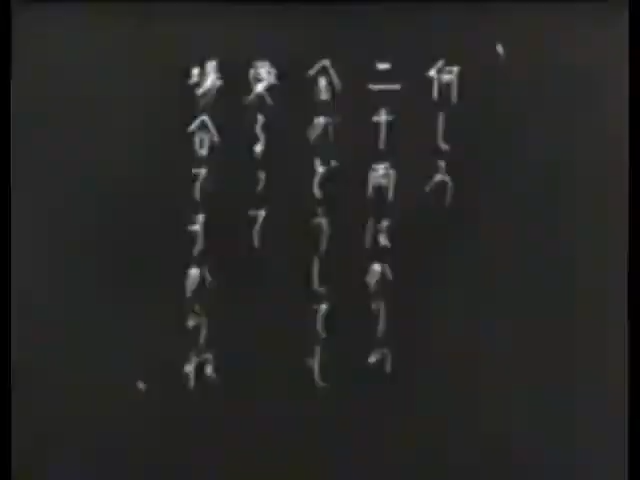 何しろ
二十両ばかりの
金のどうしても
要るって
場合ですからね